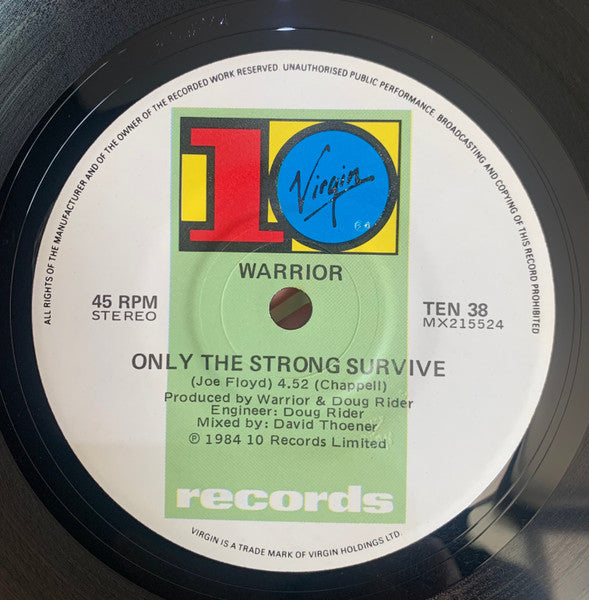 ALL RIGHTS OF THE MANUFACTURER AND OF THE OWNER OF THE RECORDED WORK RESERVED. UNAUTHORISED PUBLIC PERFORMANCE, BROADCASTING AND COPYING OF THIS RECORD PROHIBITED
10
Virgin
WARRIOR
45 RPM
STEREO
TEN 38
MX215524
ONLY THE STRONG SURVIVE
(Joe Floyd) 4.52 (Chappell)
Produced by Warrior & Doug Rider
Engineer: Doug Rider
Mixed by: David Thoener
℗ 1984 10 Records Limited
records
VIRGIN IS A TRADE MARK OF VIRGIN HOLDINGS LTD.